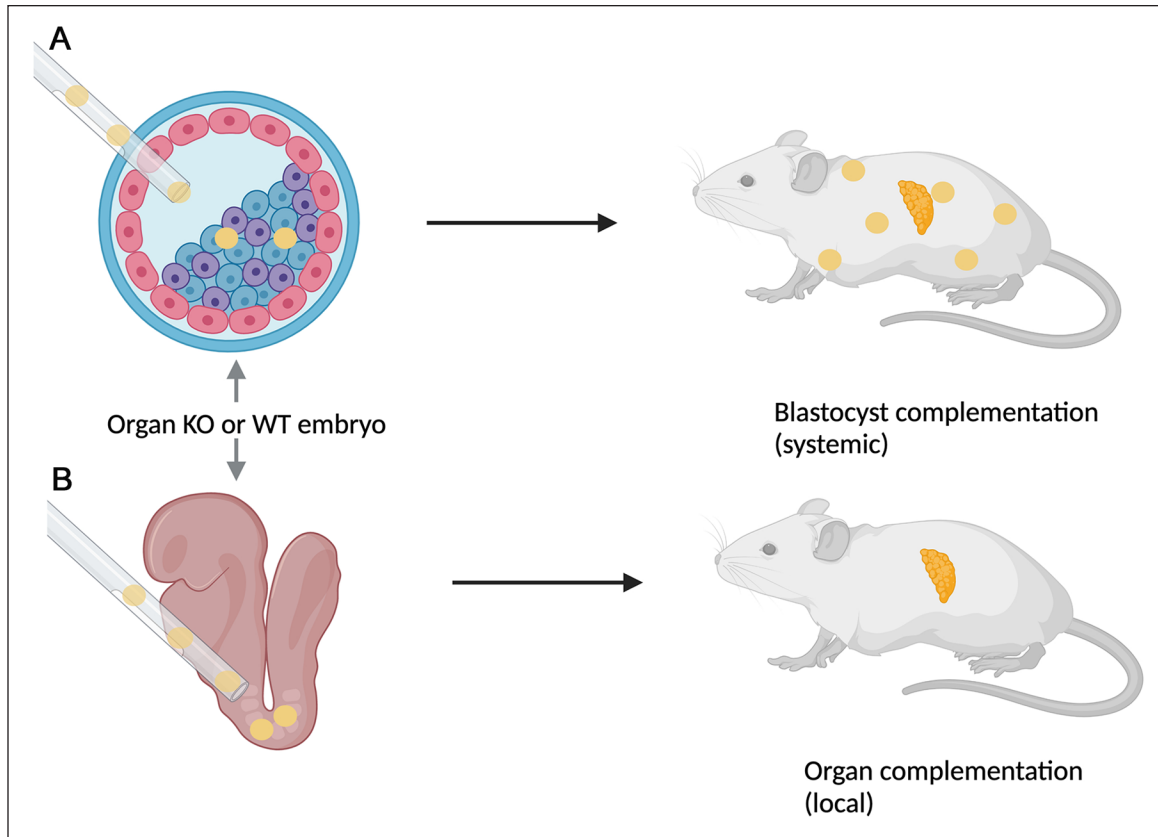 A
Organ KO or WT embryo
Blastocyst complementation
(systemic)
B
Organ complementation
(local)